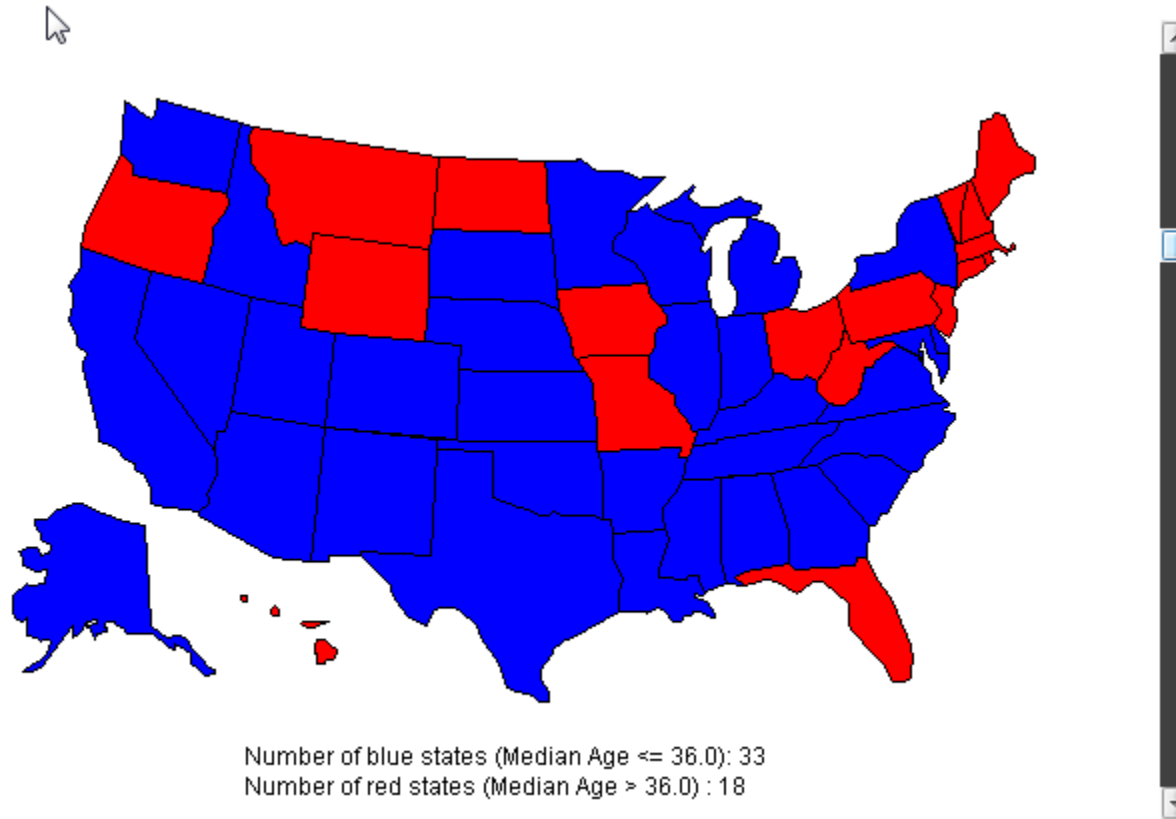 Number of blue states (Median Age <= 36.0): 33
Number of red states (Median Age > 36.0) : 18